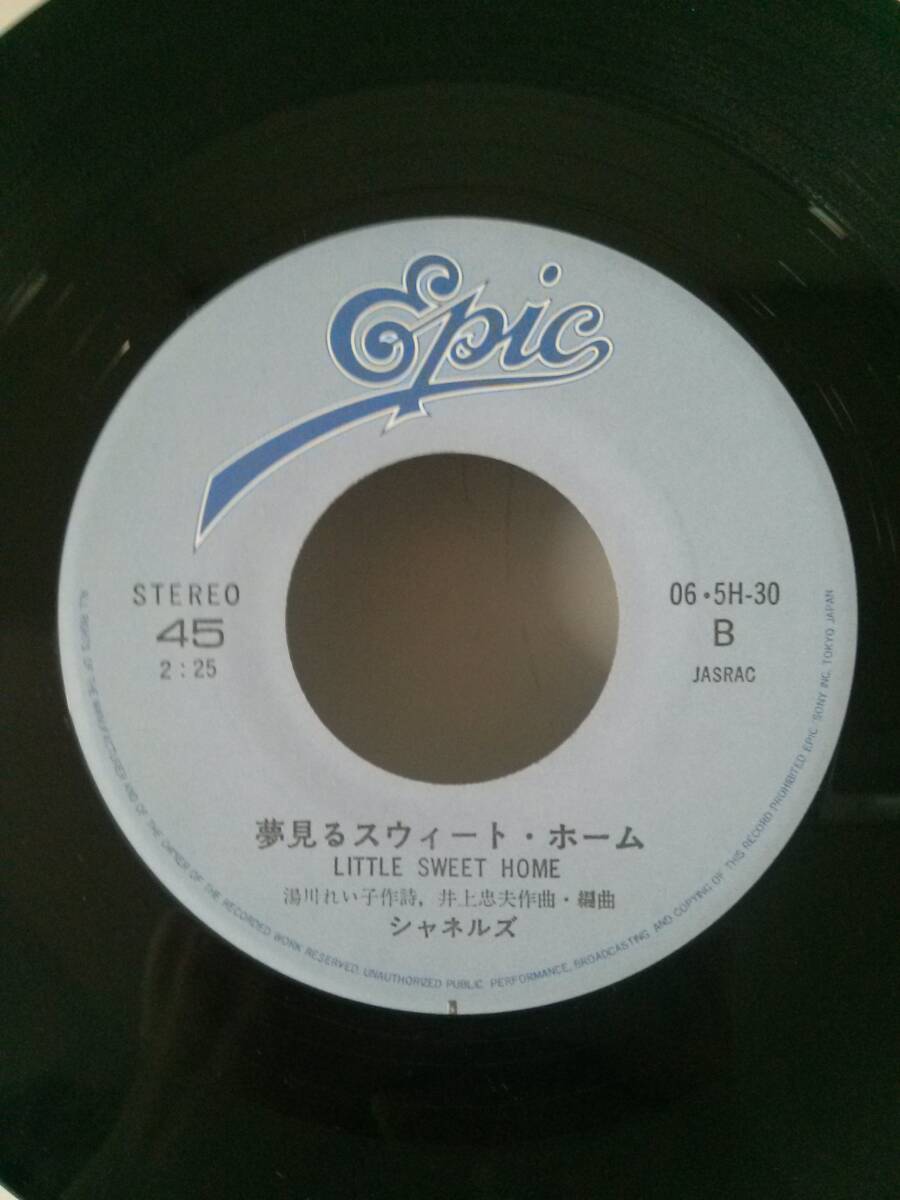 Epic
STEREO
45
2:25
06・5H-30
B
JASRAC
夢見るスウィート・ホーム
LITTLE SWEET HOME
湯川れい子作詩，井上忠夫作曲・編曲
シャネルズ
ALL RIGHTS OF THE MANUFACTURER AND OF THE OWNER OF THE RECORDED WORK RESERVED. UNAUTHORIZED PUBLIC PERFORMANCE, BROADCASTING AND COPYING OF THIS RECORD PROHIBITED EPIC/SONY INC. TOKYO JAPAN